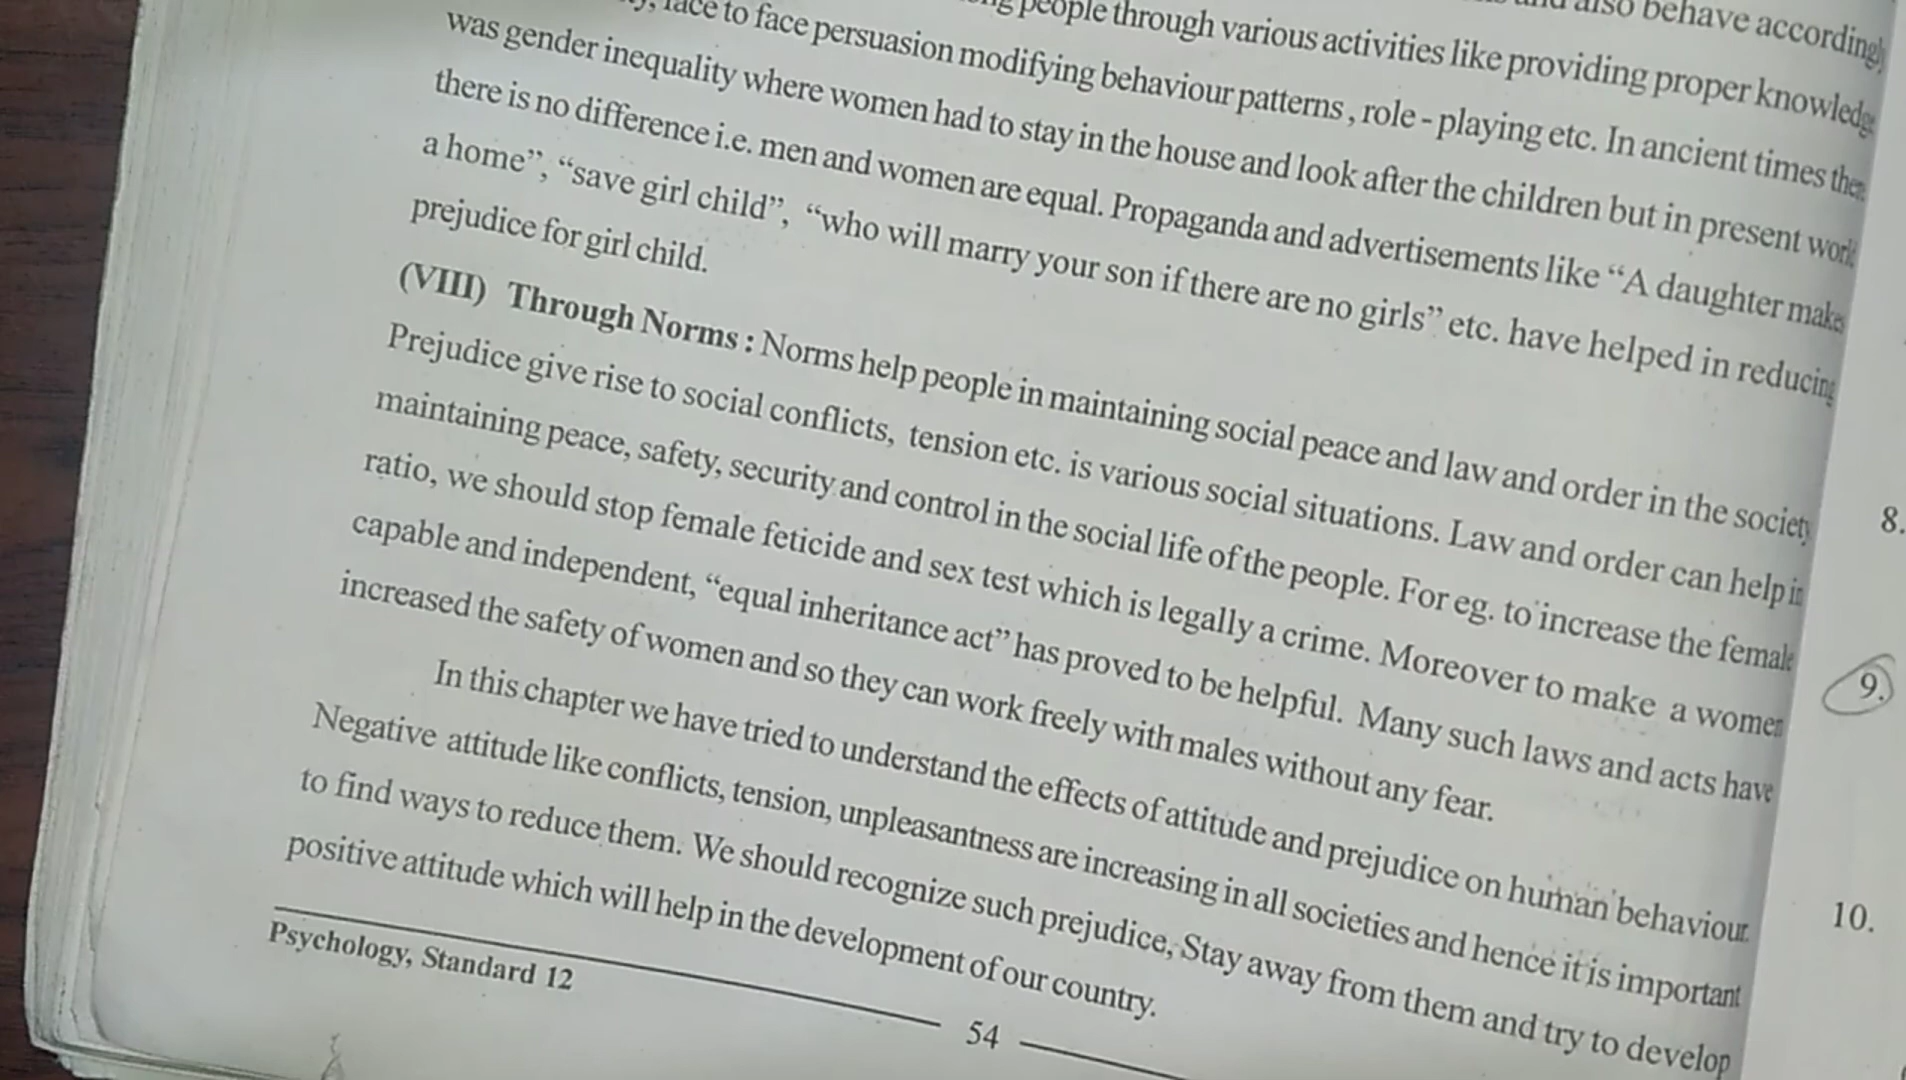 also behave accordingly
people through various activities like providing proper knowledge
face to face persuasion modifying behaviour patterns, role - playing etc. In ancient times ther
was gender inequality where women had to stay in the house and look after the children but in present worl
there is no difference i.e. men and women are equal. Propaganda and advertisements like “A daughter makes
a home”, “save girl child”, “who will marry your son if there are no girls” etc. have helped in reducing
prejudice for girl child.
(VIII) Through Norms : Norms help people in maintaining social peace and law and order in the society
Prejudice give rise to social conflicts, tension etc. is various social situations. Law and order can help in
maintaining peace, safety, security and control in the social life of the people. For eg. to increase the female
ratio, we should stop female feticide and sex test which is legally a crime. Moreover to make a women
capable and independent, “equal inheritance act” has proved to be helpful. Many such laws and acts have
increased the safety of women and so they can work freely with males without any fear.
In this chapter we have tried to understand the effects of attitude and prejudice on human behaviour.
Negative attitude like conflicts, tension, unpleasantness are increasing in all societies and hence it is important
to find ways to reduce them. We should recognize such prejudice, Stay away from them and try to develop
positive attitude which will help in the development of our country.
Psychology, Standard 12
54
8.
9.
10.